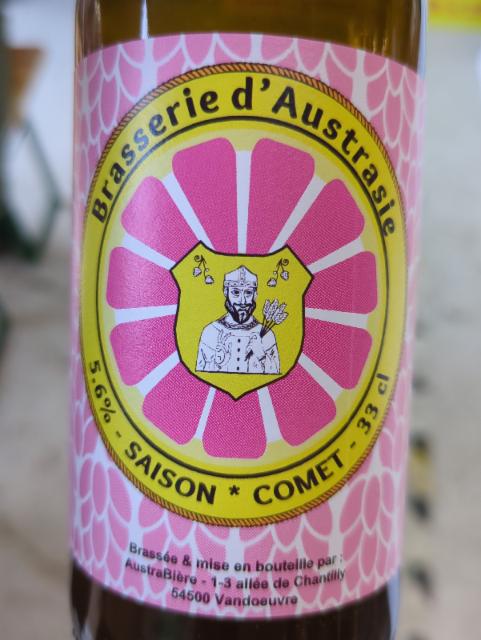 Brasserie d'Austrasie
5.6% - SAISON * COMET - 33 cl
Brassée & mise en bouteille par :
AustraBière - 1-3 allée de Chantilly
54500 Vandoeuvre